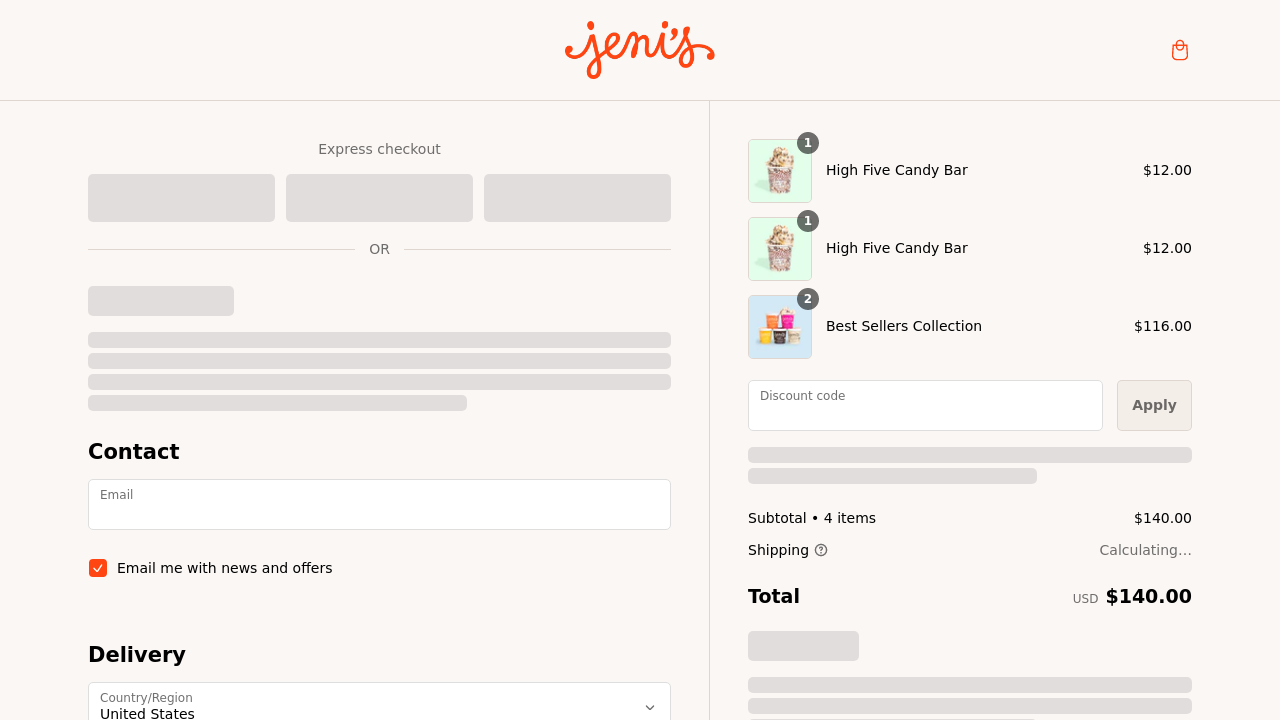 jeni's
Express checkout
OR
Contact
Email
Email me with news and offers
Delivery
Country/Region
United States
1
High Five Candy Bar
$12.00
1
High Five Candy Bar
$12.00
2
Best Sellers Collection
$116.00
Discount code
Apply
Subtotal • 4 items
$140.00
Shipping
Calculating...
Total
USD $140.00